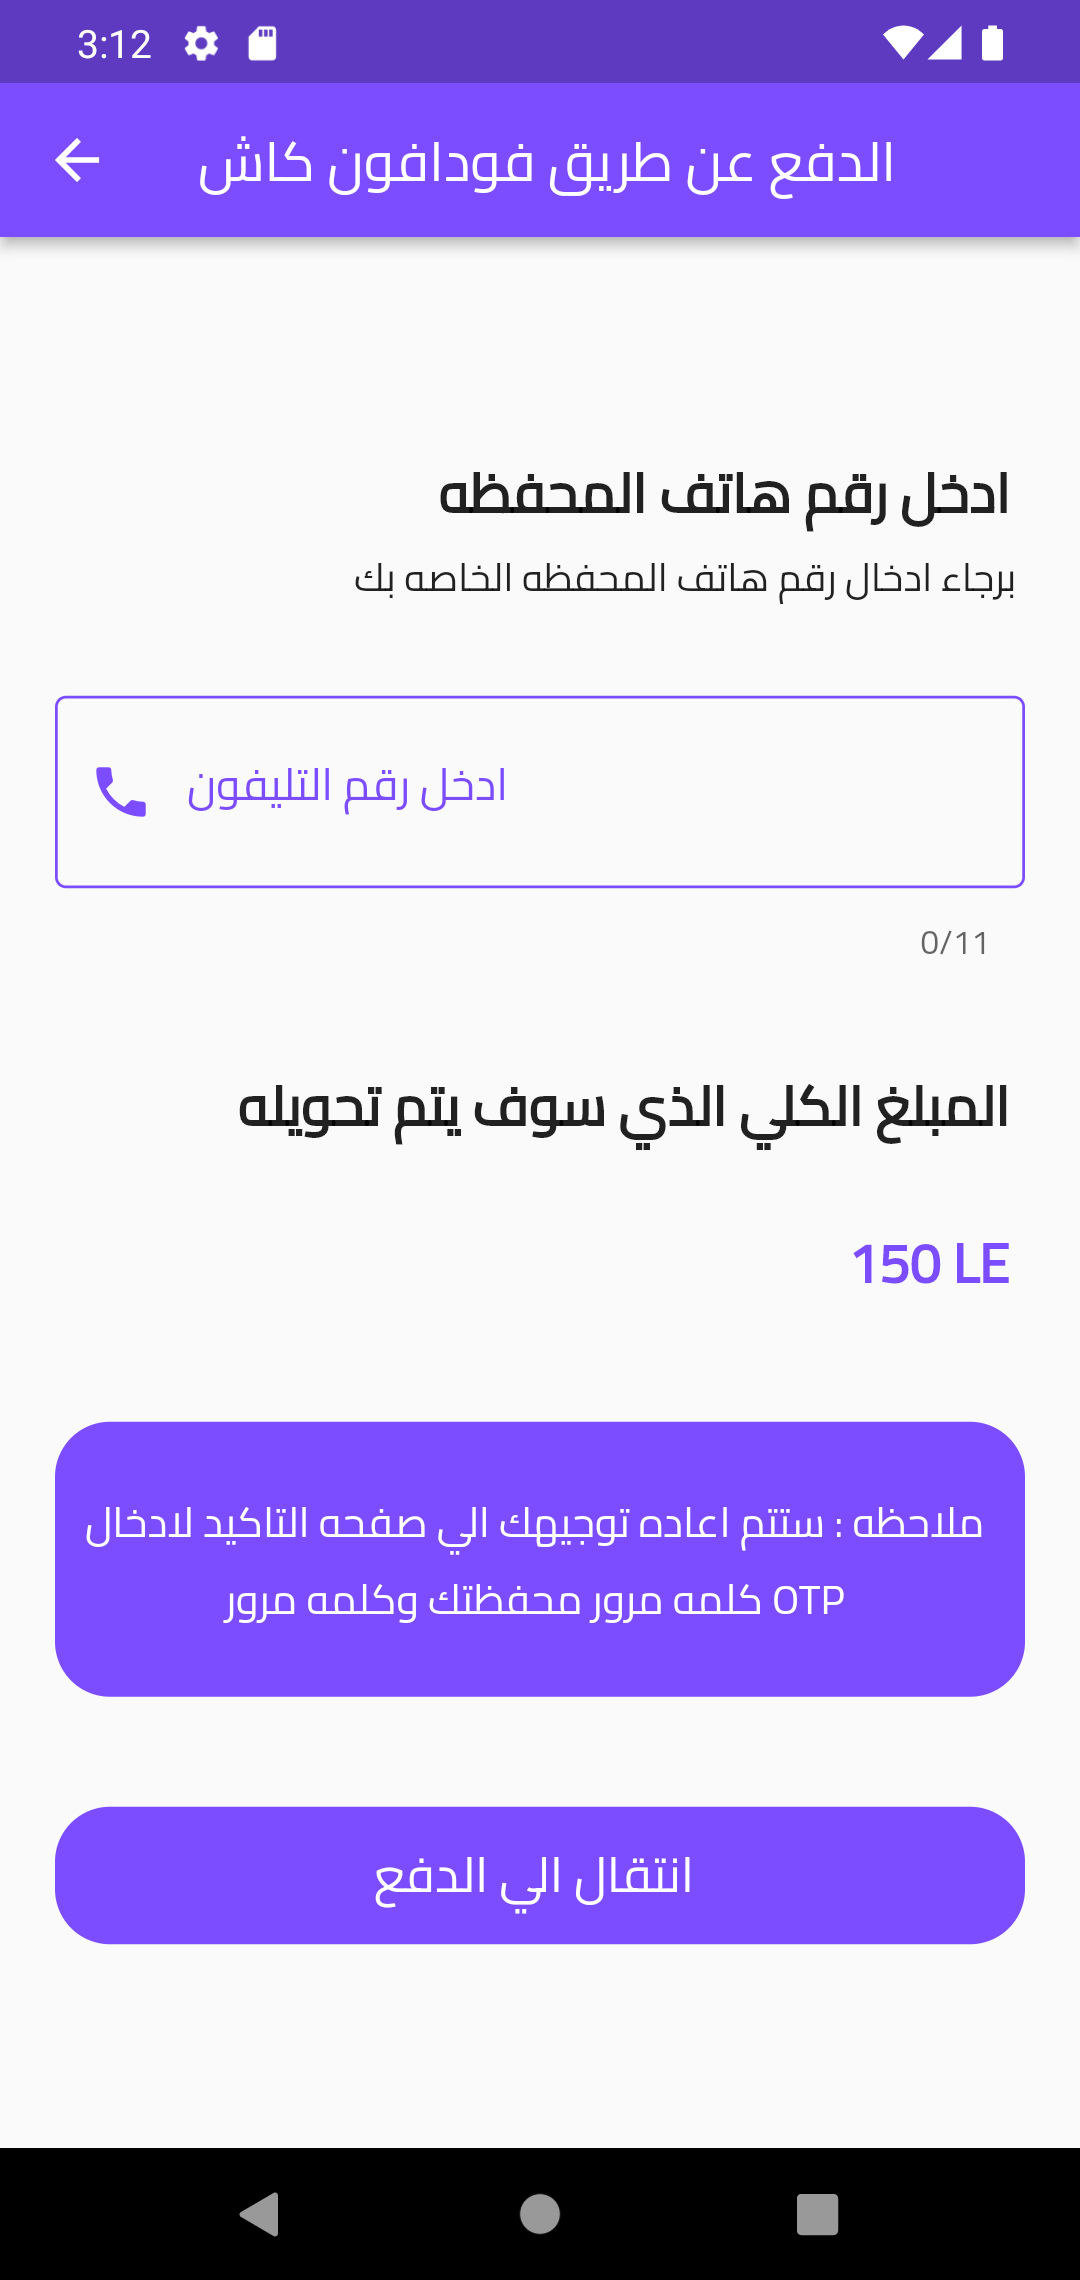 3:12
الدفع عن طريق فودافون كاش
ادخل رقم هاتف المحفظه
برجاء ادخال رقم هاتف المحفظه الخاصه بك
ادخل رقم التليفون
0/11
المبلغ الكلي الذي سوف يتم تحويله
150 LE
ملاحظه : ستتم اعاده توجيهك الي صفحه التاكيد لادخال
OTP كلمه مرور محفظتك وكلمه مرور
انتقال الي الدفع